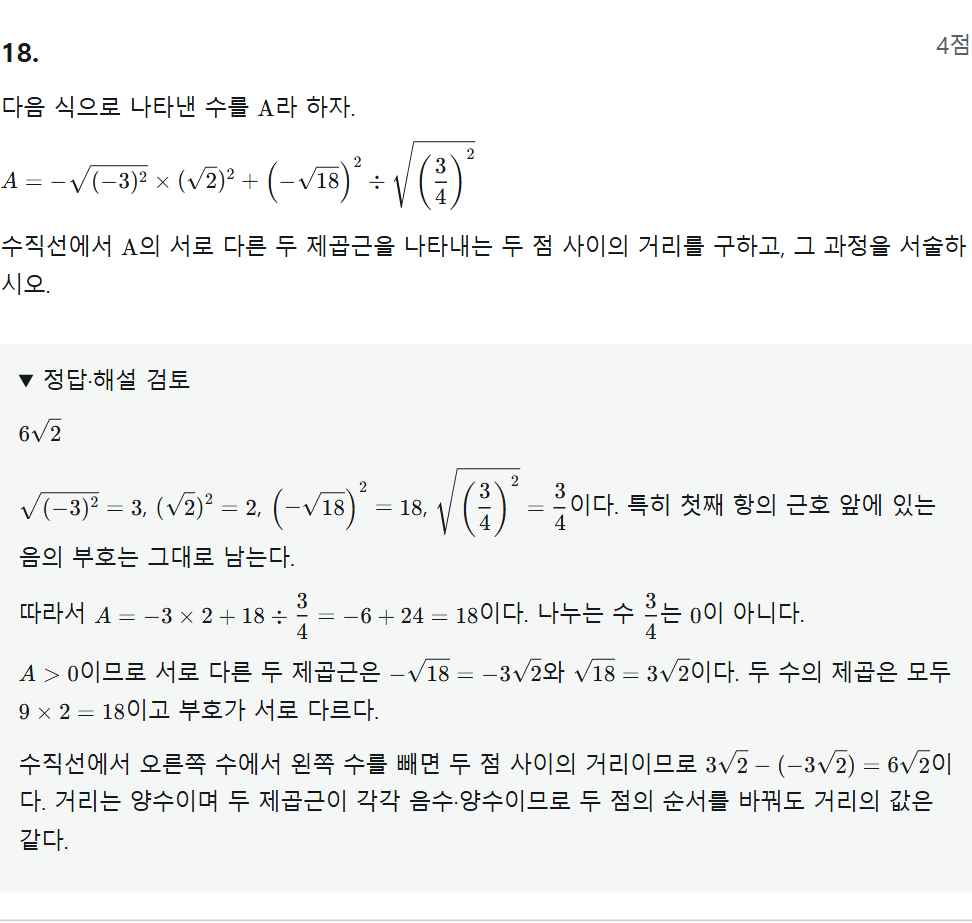 18.
4점
다음 식으로 나타낸 수를 A라 하자.
A = −√(−3)² × (√2)² + (−√18)² ÷ √(3/4)²
수직선에서 A의 서로 다른 두 제곱근을 나타내는 두 점 사이의 거리를 구하고, 그 과정을 서술하
시오.
▼ 정답·해설 검토
6√2
√(−3)² = 3, (√2)² = 2, (−√18)² = 18, √(3/4)² = 3/4이다. 특히 첫째 항의 근호 앞에 있는
음의 부호는 그대로 남는다.
따라서 A = −3 × 2 + 18 ÷ 3/4 = −6 + 24 = 18이다. 나누는 수 3/4는 0이 아니다.
A > 0이므로 서로 다른 두 제곱근은 −√18 = −3√2와 √18 = 3√2이다. 두 수의 제곱은 모두
9 × 2 = 18이고 부호가 서로 다르다.
수직선에서 오른쪽 수에서 왼쪽 수를 빼면 두 점 사이의 거리이므로 3√2 − (−3√2) = 6√2이
다. 거리는 양수이며 두 제곱근이 각각 음수·양수이므로 두 점의 순서를 바꿔도 거리의 값은
같다.